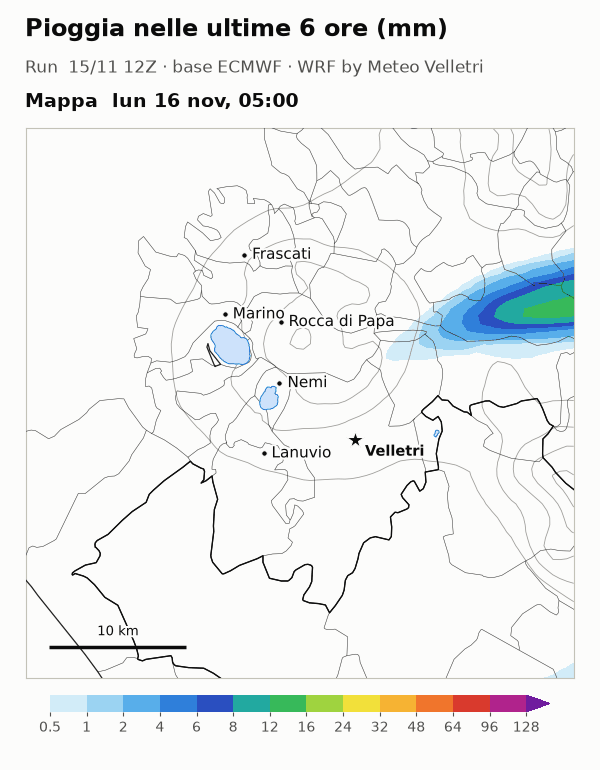 Pioggia nelle ultime 6 ore (mm)
Run  15/11 12Z · base ECMWF · WRF by Meteo Velletri
Mappa  lun 16 nov, 05:00
Frascati
Marino
Rocca di Papa
Nemi
Velletri
Lanuvio
10 km
0.5 1 2 4 6 8 12 16 24 32 48 64 96 128